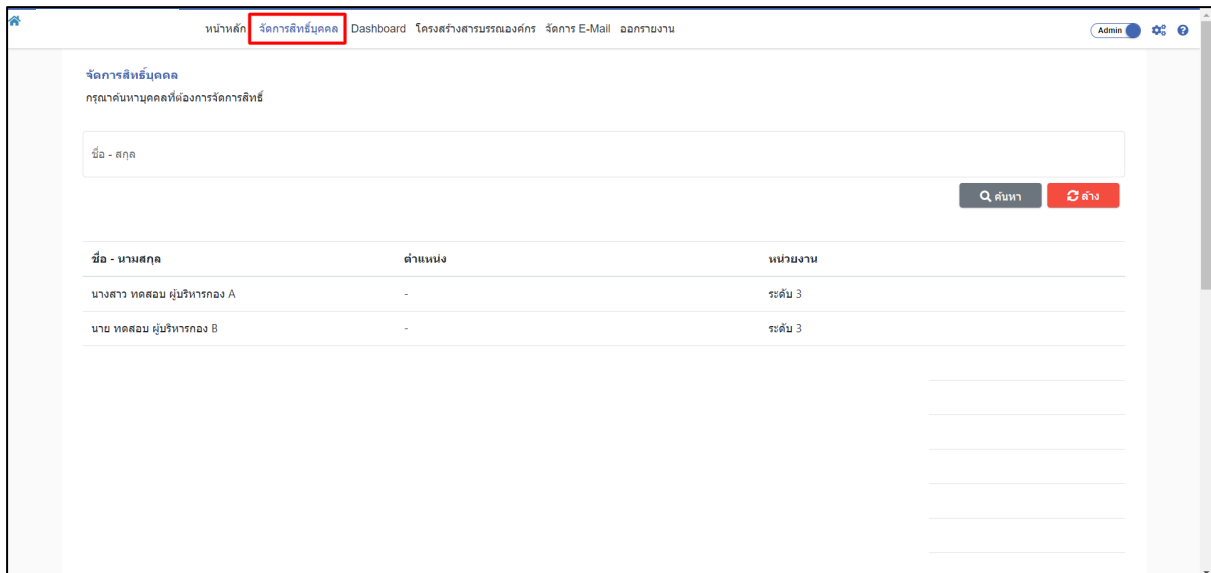 หน้าหลัก จัดการสิทธิ์บุคคล Dashboard โครงสร้างสารบรรณองค์กร จัดการ E-Mail ออกรายงาน Admin
จัดการสิทธิ์บุคคล
กรุณาค้นหาบุคคลที่ต้องการจัดการสิทธิ์
ชื่อ - สกุล
ค้นหา ล้าง
ชื่อ - นามสกุล ตำแหน่ง หน่วยงาน
นางสาว ทดสอบ ผู้บริหารกอง A - ระดับ 3
นาย ทดสอบ ผู้บริหารกอง B - ระดับ 3